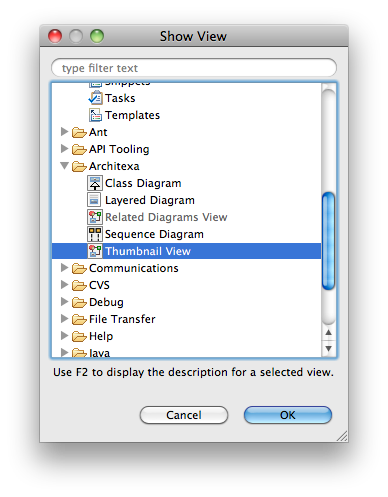 Show View
type filter text
Snippets
Tasks
Templates
Ant
API Tooling
Architexa
Class Diagram
Layered Diagram
Related Diagrams View
Sequence Diagram
Thumbnail View
Communications
CVS
Debug
File Transfer
Help
Java
Use F2 to display the description for a selected view.
Cancel
OK